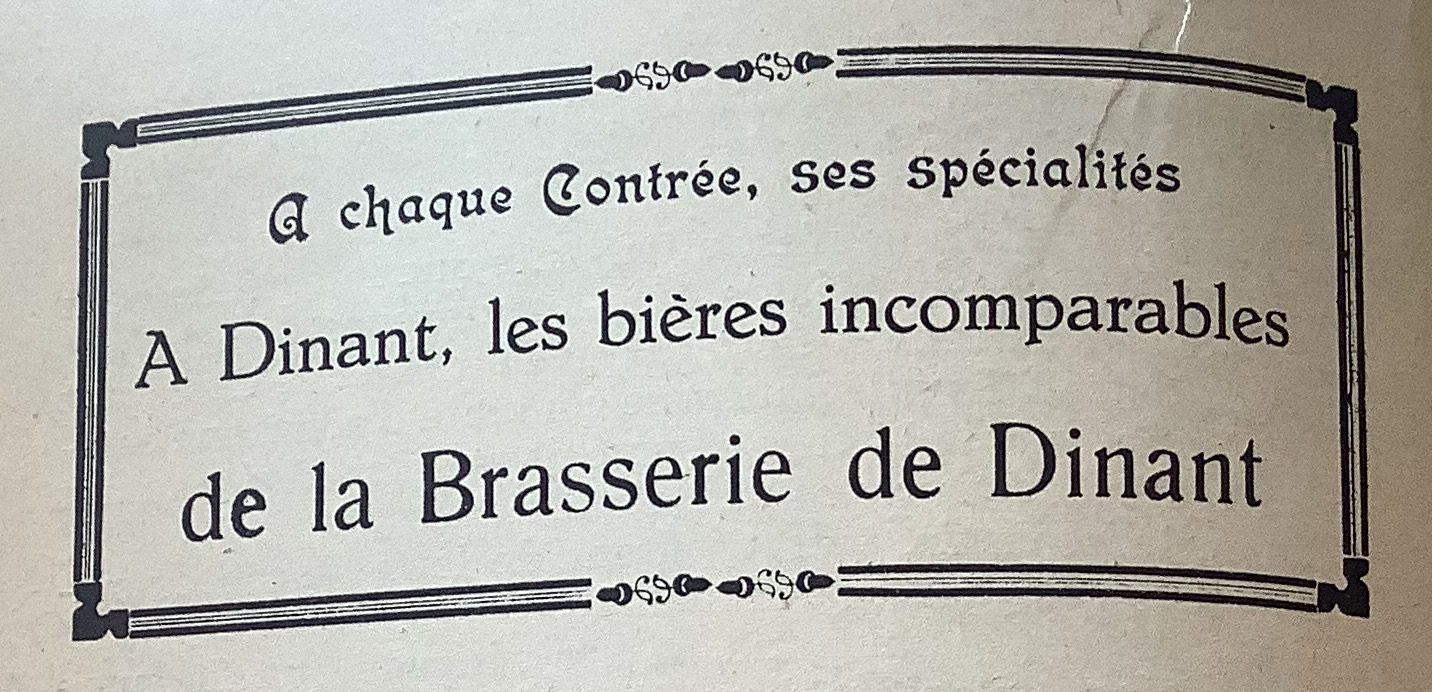 A chaque Contrée, ses spécialités
A Dinant, les bières incomparables
de la Brasserie de Dinant